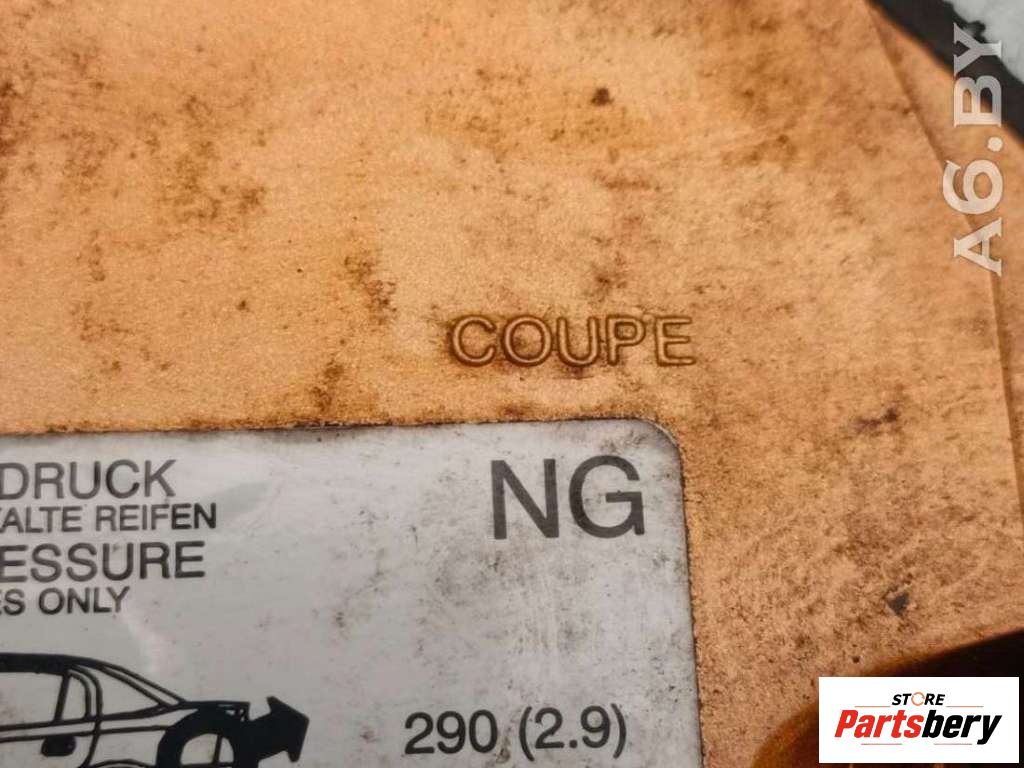 A6.BY
COUPE
DRUCK
NG
ALTE REIFEN
ESSURE
ES ONLY
290 (2.9)
STORE
Partsbery